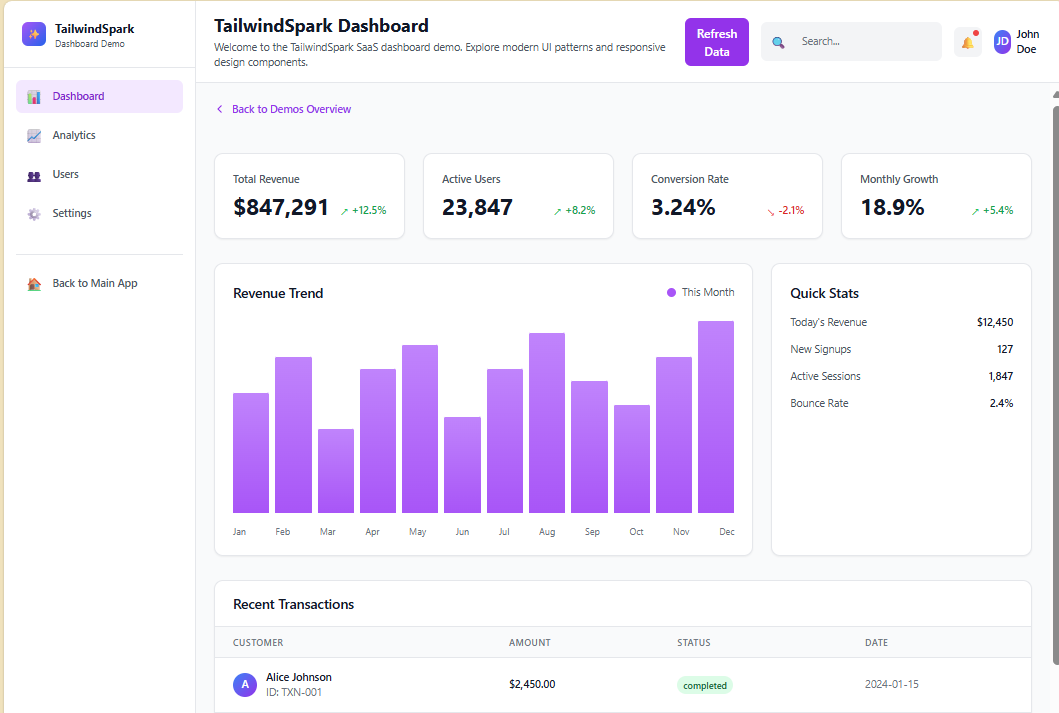 TailwindSpark
Dashboard Demo
Dashboard
Analytics
Users
Settings
Back to Main App
TailwindSpark Dashboard
Welcome to the TailwindSpark SaaS dashboard demo. Explore modern UI patterns and responsive
design components.
Refresh
Data
Search...
JD
John
Doe
Back to Demos Overview
Total Revenue
$847,291 ↗ +12.5%
Active Users
23,847 ↗ +8.2%
Conversion Rate
3.24% ↘ -2.1%
Monthly Growth
18.9% ↗ +5.4%
Revenue Trend
This Month
Jan Feb Mar Apr May Jun Jul Aug Sep Oct Nov Dec
Quick Stats
Today's Revenue $12,450
New Signups 127
Active Sessions 1,847
Bounce Rate 2.4%
Recent Transactions
CUSTOMER AMOUNT STATUS DATE
A Alice Johnson $2,450.00 completed 2024-01-15
ID: TXN-001